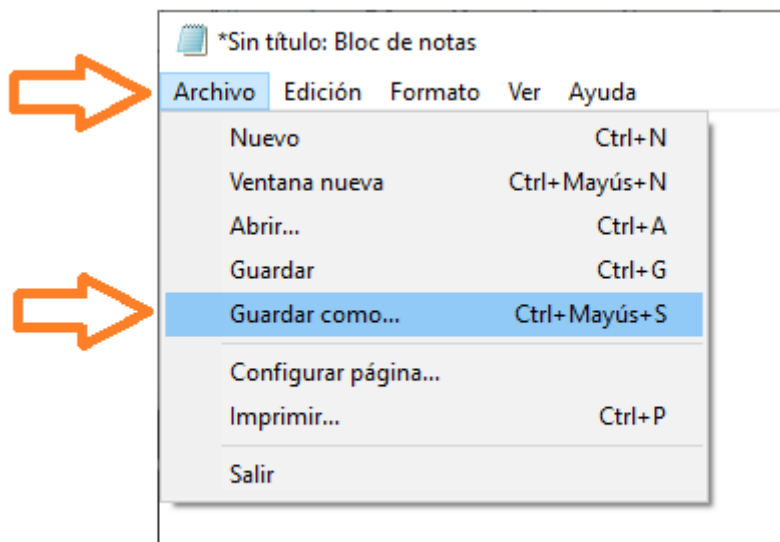 *Sin título: Bloc de notas
Archivo Edición Formato Ver Ayuda
Nuevo Ctrl+N
Ventana nueva Ctrl+Mayús+N
Abrir... Ctrl+A
Guardar Ctrl+G
Guardar como... Ctrl+Mayús+S
Configurar página...
Imprimir... Ctrl+P
Salir